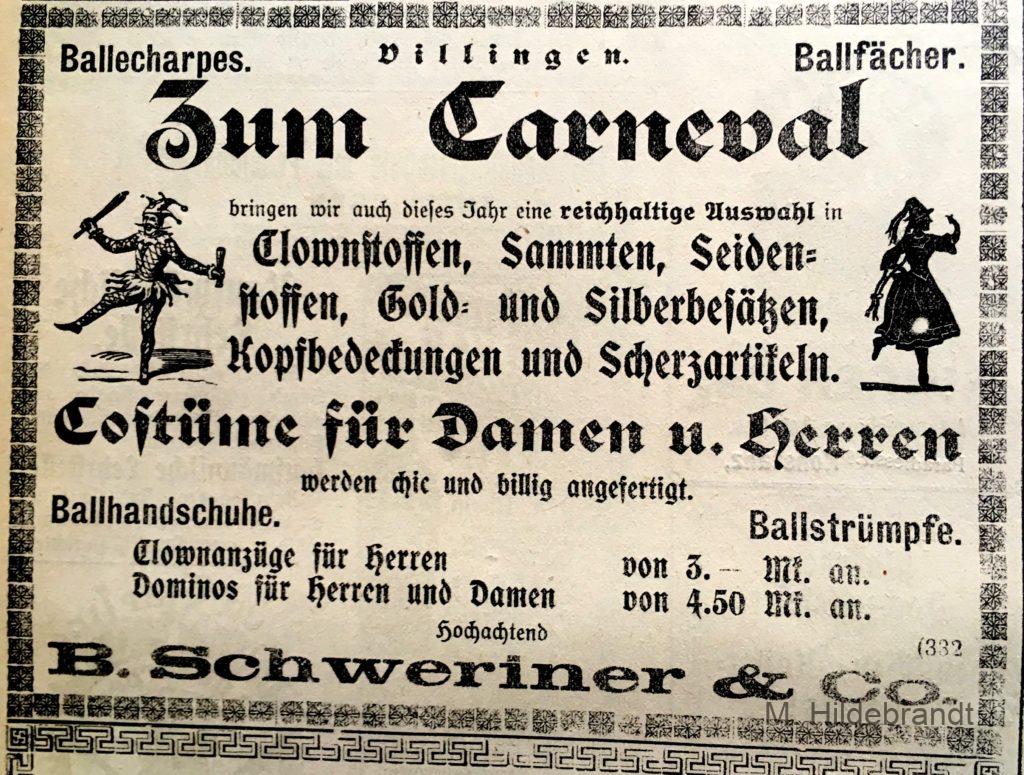 Ballecharpes. Villingen. Ballfächer.
Zum Carneval
bringen wir auch dieses Jahr eine reichhaltige Auswahl in
Clownstoffen, Sammten, Seiden-
stoffen, Gold- und Silberbesätzen,
Kopfbedeckungen und Scherzartikeln.
Costüme für Damen u. Herren
werden chic und billig angefertigt.
Ballhandschuhe. Ballstrümpfe.
Clownanzüge für Herren von 3.— Mk. an.
Dominos für Herren und Damen von 4.50 Mk. an.
Hochachtend
(332
B. Schweriner & Co.
M. Hildebrandt